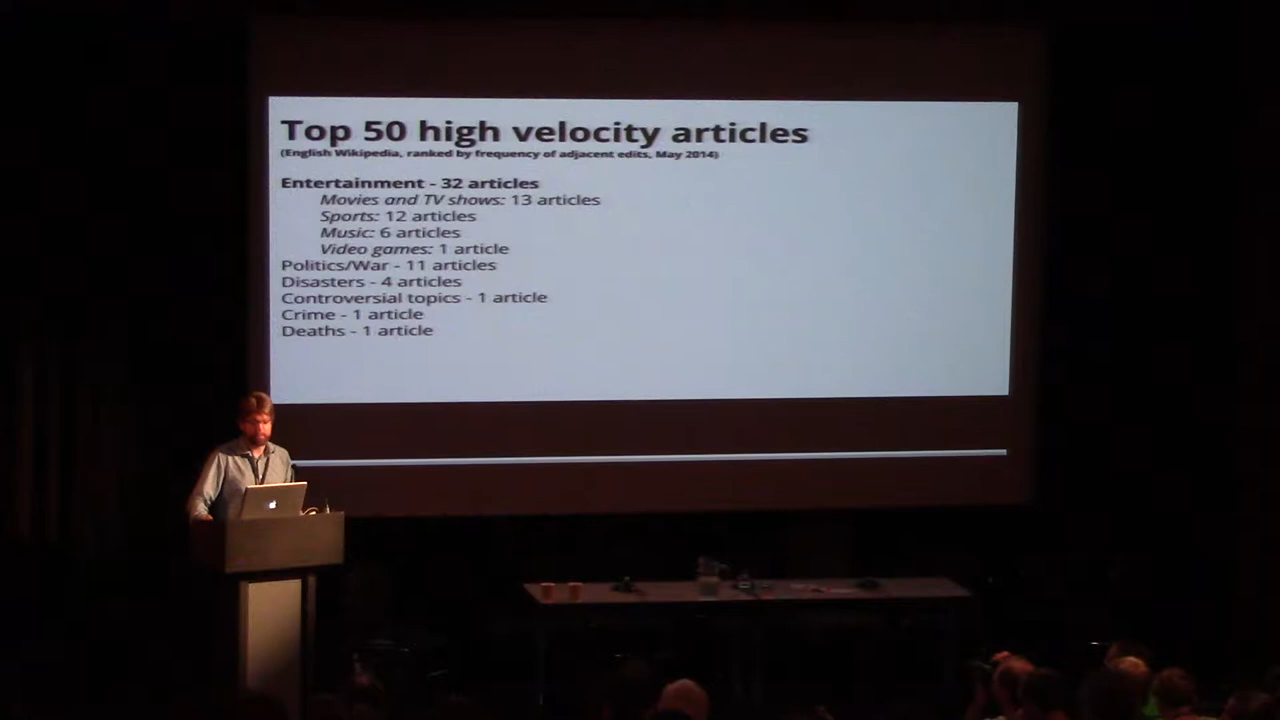 Top 50 high velocity articles
(English Wikipedia, ranked by frequency of adjacent edits, May 2014)
Entertainment - 32 articles
Movies and TV shows: 13 articles
Sports: 12 articles
Music: 6 articles
Video games: 1 article
Politics/War - 11 articles
Disasters - 4 articles
Controversial topics - 1 article
Crime - 1 article
Deaths - 1 article